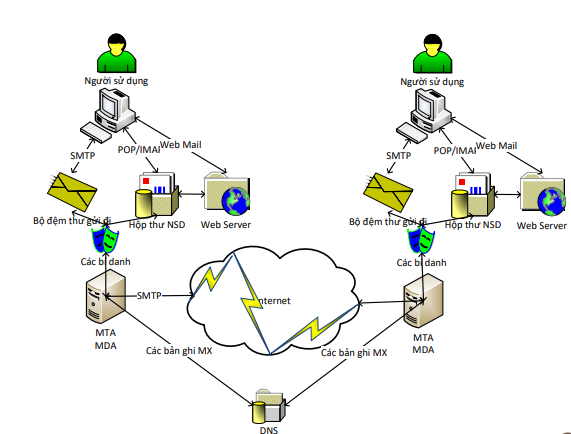 Người sử dụng
Người sử dụng
SMTP
POP/IMAP
Web Mail
SMTP
POP/IMAP
Web Mail
Bộ đệm thư gửi đi
Hộp thư NSD
Web Server
Bộ đệm thư gửi đi
Hộp thư NSD
Web Server
Các bí danh
Các bí danh
SMTP
Internet
MTA
MDA
MTA
MDA
Các bản ghi MX
Các bản ghi MX
DNS